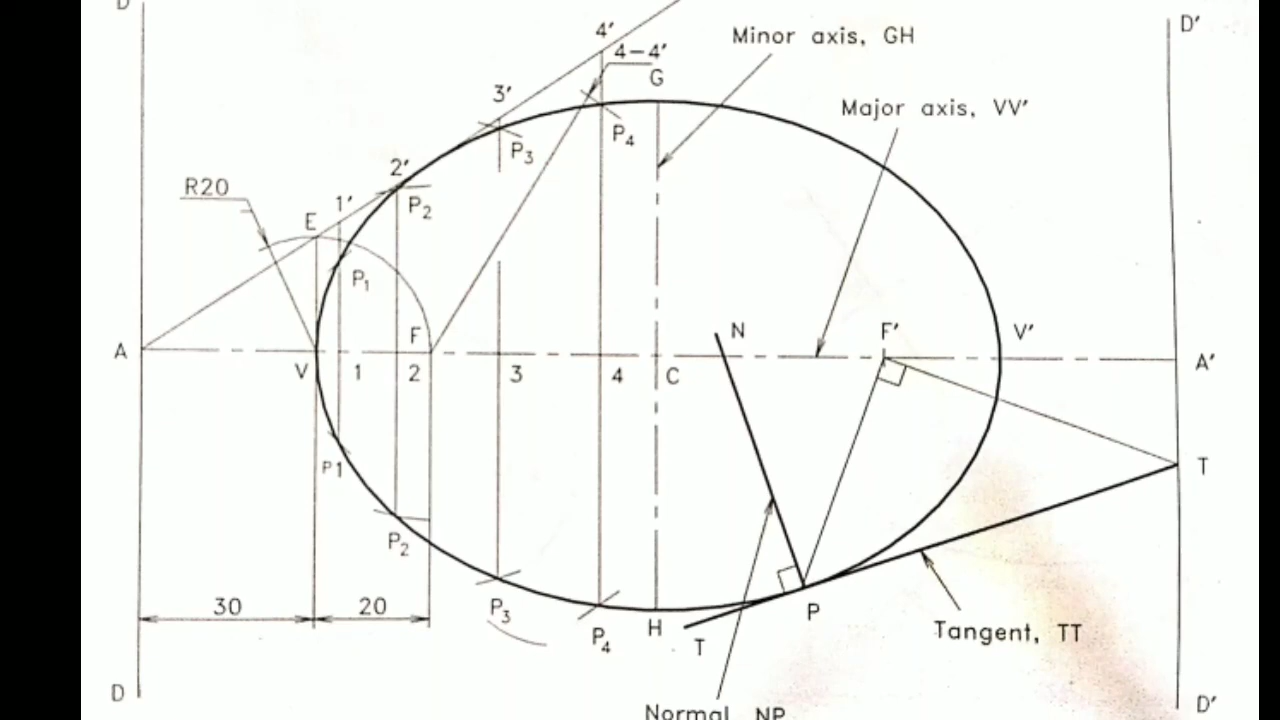 D
D'
4'
4-4'
Minor axis, GH
G
3'
Major axis, VV'
P4
P3
2'
R20
P2
1'
E
P1
N
F
F'
V'
A
V
1
2
3
4
C
A'
P1
T
P2
30
20
P3
H
P
P4
T
Tangent, TT
D
D'
Normal, NP